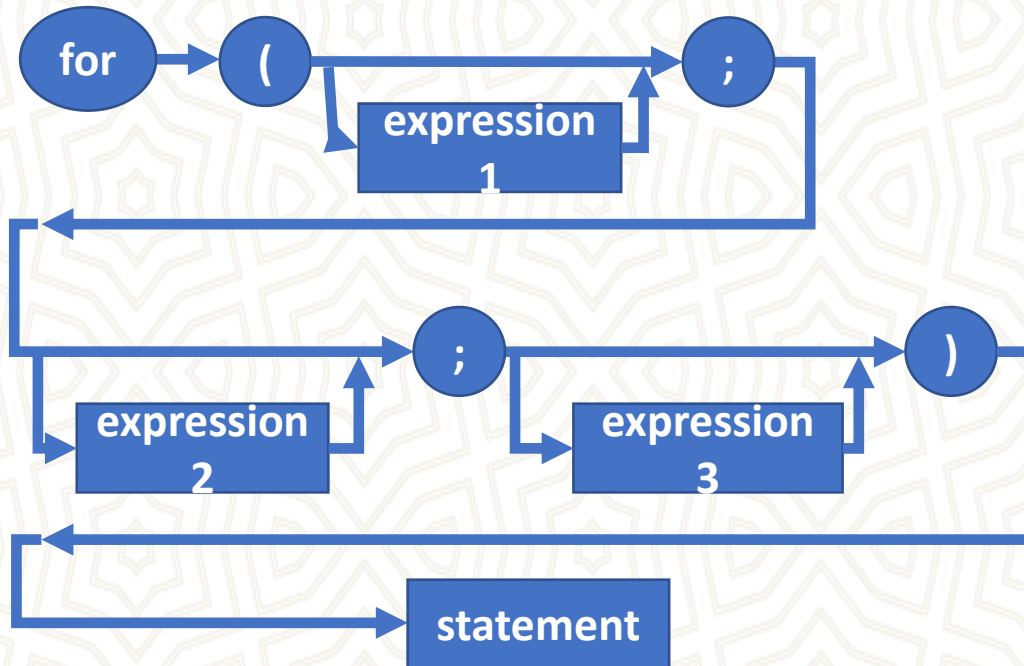 for
(
;
expression
1
;
)
expression
2
expression
3
statement